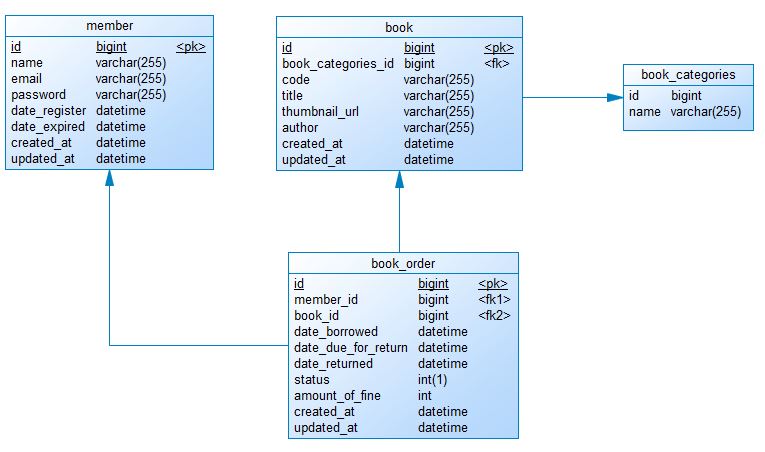 member
id bigint <pk>
name varchar(255)
email varchar(255)
password varchar(255)
date_register datetime
date_expired datetime
created_at datetime
updated_at datetime
book
id bigint <pk>
book_categories_id bigint <fk>
code varchar(255)
title varchar(255)
thumbnail_url varchar(255)
author varchar(255)
created_at datetime
updated_at datetime
book_categories
id bigint
name varchar(255)
book_order
id bigint <pk>
member_id bigint <fk1>
book_id bigint <fk2>
date_borrowed datetime
date_due_for_return datetime
date_returned datetime
status int(1)
amount_of_fine int
created_at datetime
updated_at datetime